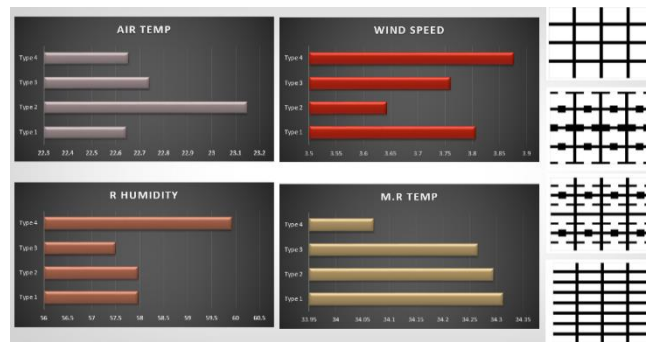 AIR TEMP
Type 4
Type 3
Type 2
Type 1
22.3 22.4 22.5 22.6 22.7 22.8 22.9 23 23.1 23.2
WIND SPEED
Type 4
Type 3
Type 2
Type 1
3.5 3.55 3.6 3.65 3.7 3.75 3.8 3.85 3.9
R HUMIDITY
Type 4
Type 3
Type 2
Type 1
56 56.5 57 57.5 58 58.5 59 59.5 60 60.5
M.R TEMP
Type 4
Type 3
Type 2
Type 1
33.95 34 34.05 34.1 34.15 34.2 34.25 34.3 34.35